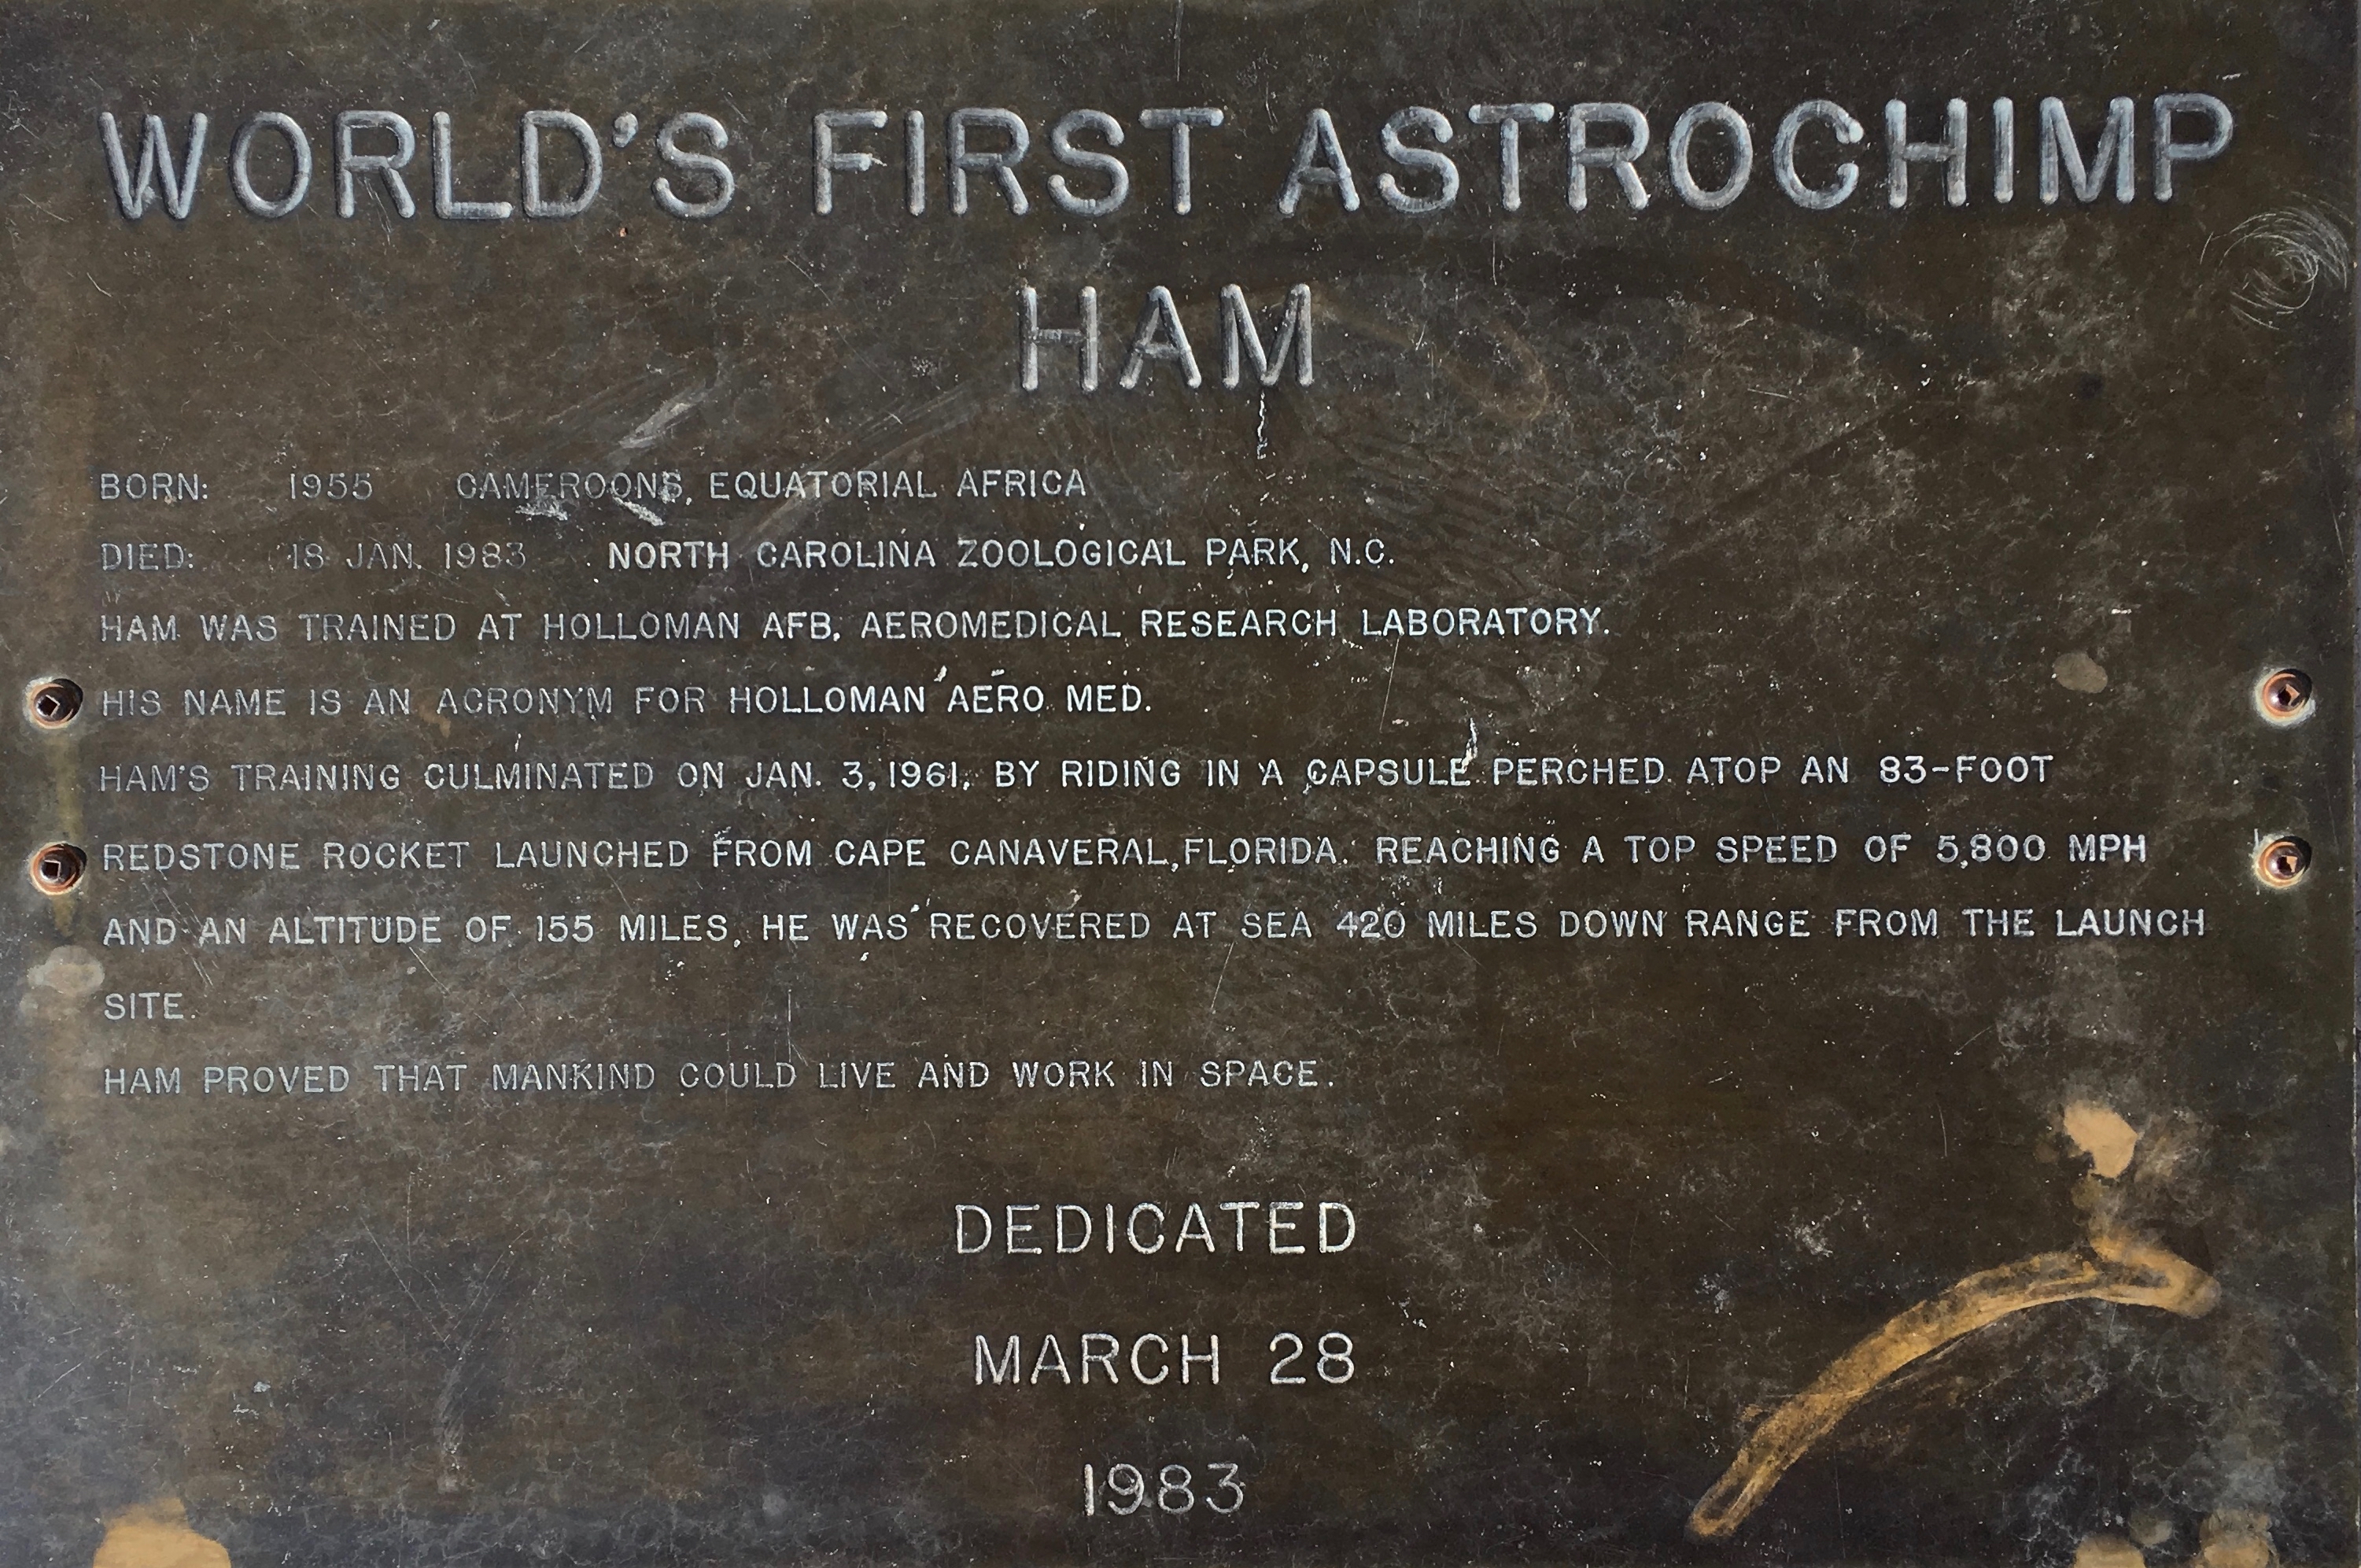 WORLD'S FIRST ASTROCHIMP
HAM
BORN: 1955 CAMEROONS, EQUATORIAL AFRICA
DIED: 18 JAN. 1983 NORTH CAROLINA ZOOLOGICAL PARK, N.C.
HAM WAS TRAINED AT HOLLOMAN AFB, AEROMEDICAL RESEARCH LABORATORY.
HIS NAME IS AN ACRONYM FOR HOLLOMAN AERO MED.
HAM'S TRAINING CULMINATED ON JAN. 3, 1961, BY RIDING IN A CAPSULE PERCHED ATOP AN 83-FOOT
REDSTONE ROCKET LAUNCHED FROM CAPE CANAVERAL, FLORIDA. REACHING A TOP SPEED OF 5,800 MPH
AND AN ALTITUDE OF 155 MILES, HE WAS RECOVERED AT SEA 420 MILES DOWN RANGE FROM THE LAUNCH
SITE.
HAM PROVED THAT MANKIND COULD LIVE AND WORK IN SPACE.
DEDICATED
MARCH 28
1983